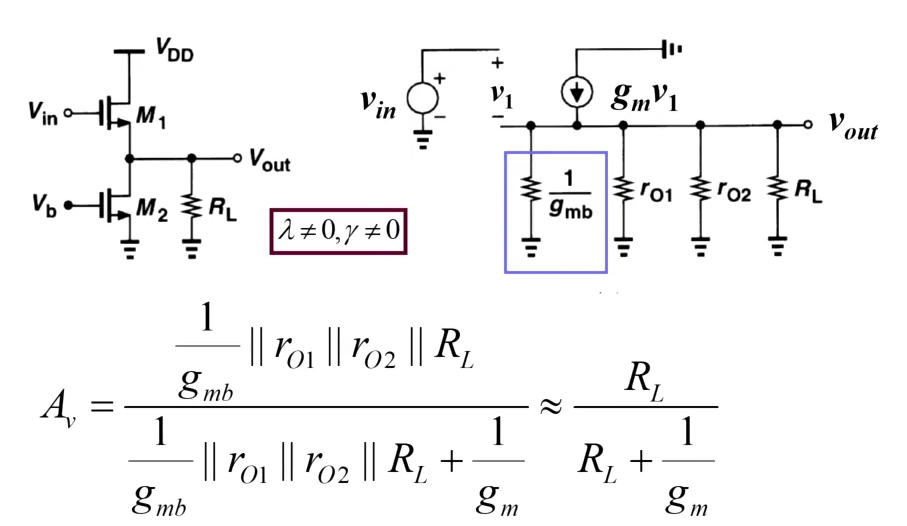 V_DD
V_in
M_1
V_out
V_b
M_2
R_L
λ ≠ 0, γ ≠ 0
v_in
+
−
+
v_1
−
g_m v_1
v_out
1/g_mb
r_O1
r_O2
R_L
A_v = (1/g_mb || r_O1 || r_O2 || R_L) / (1/g_mb || r_O1 || r_O2 || R_L + 1/g_m) ≈ R_L / (R_L + 1/g_m)